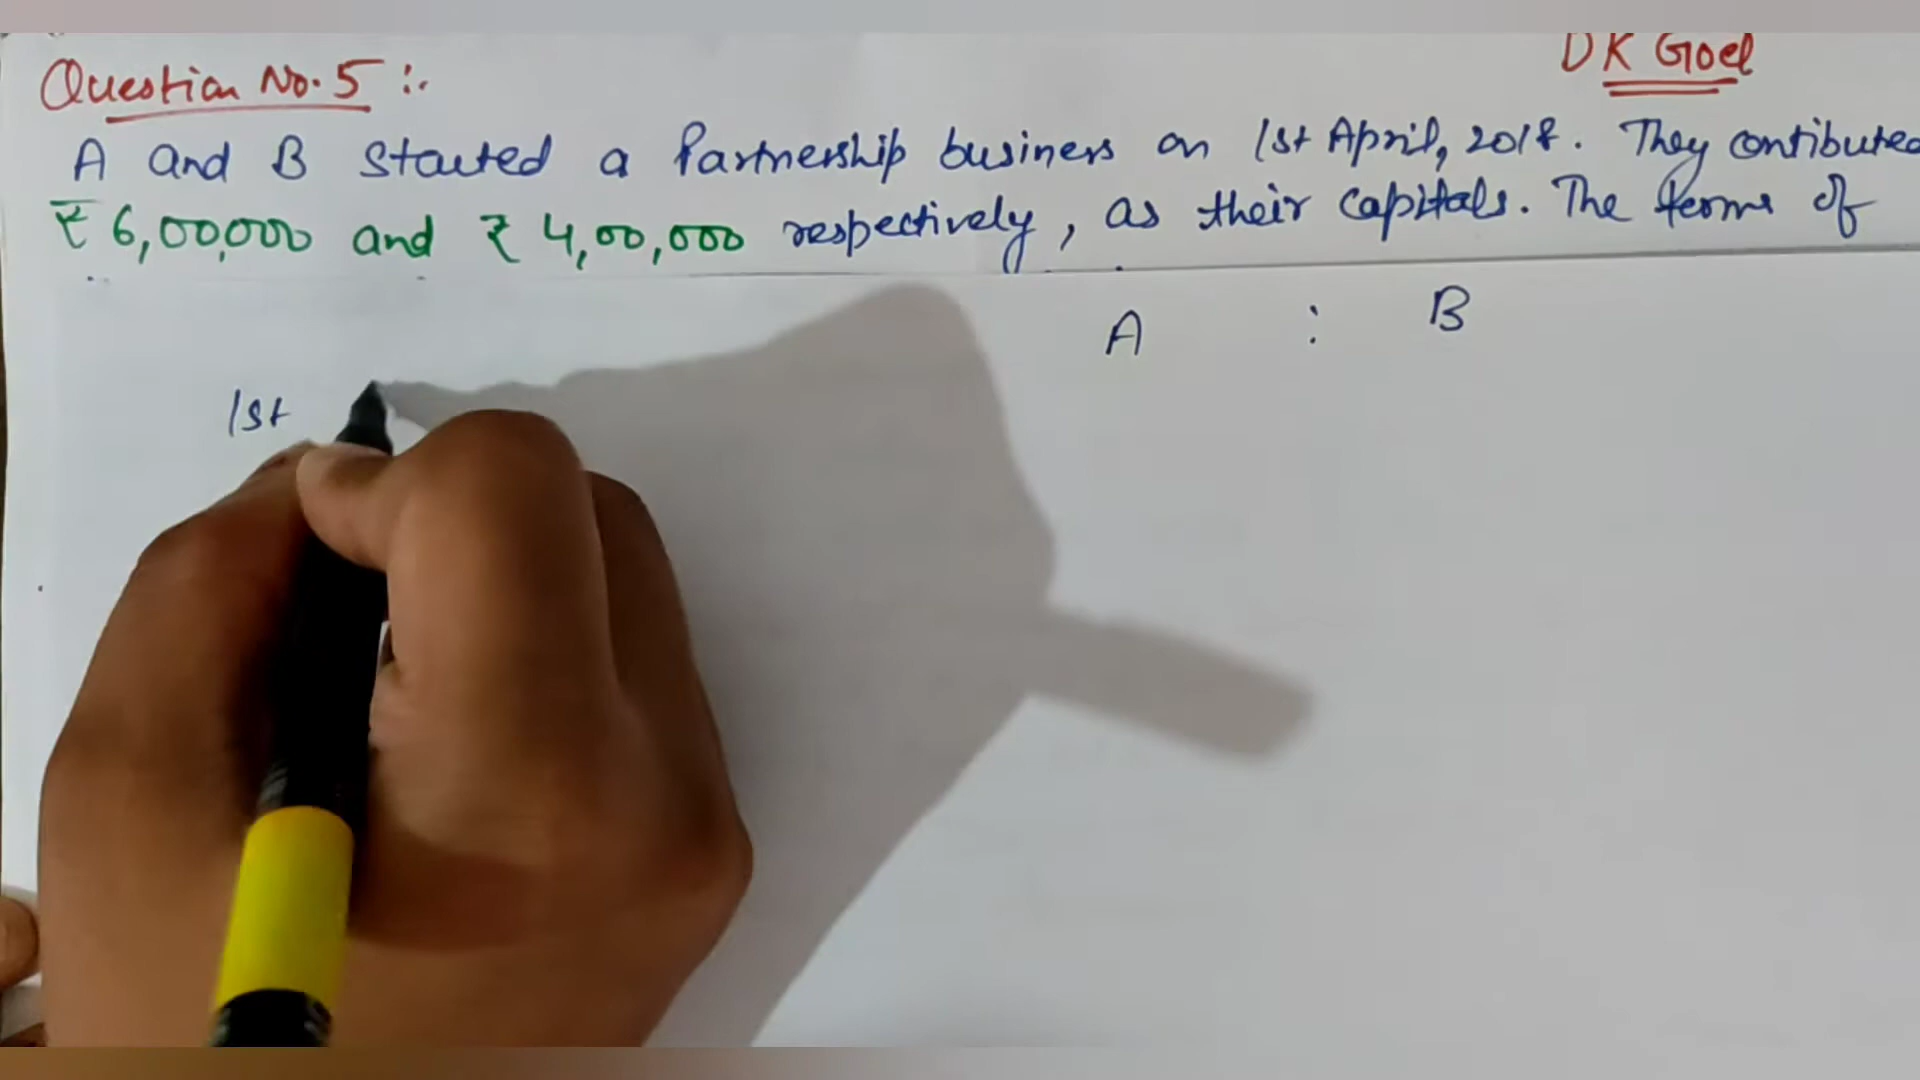 DK Goel
Question No. 5 :-
A and B started a Partnership business on 1st April, 2018. They contibuted
₹ 6,00,000 and ₹ 4,00,000 respectively, as their capitals. The terms of
A : B
1st